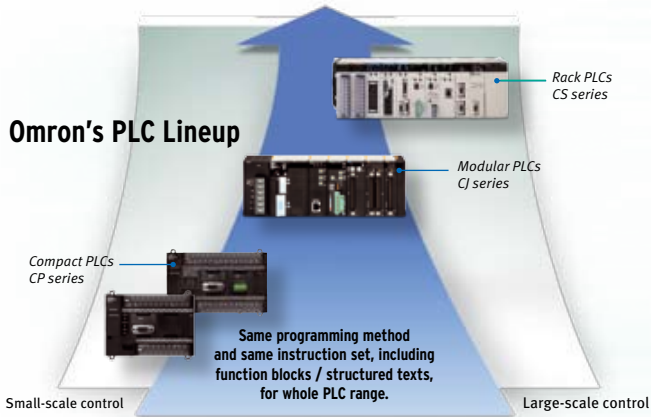 Rack PLCs
CS series
Omron's PLC Lineup
Modular PLCs
CJ series
Compact PLCs
CP series
Same programming method
and same instruction set, including
function blocks / structured texts,
for whole PLC range.
Small-scale control
Large-scale control